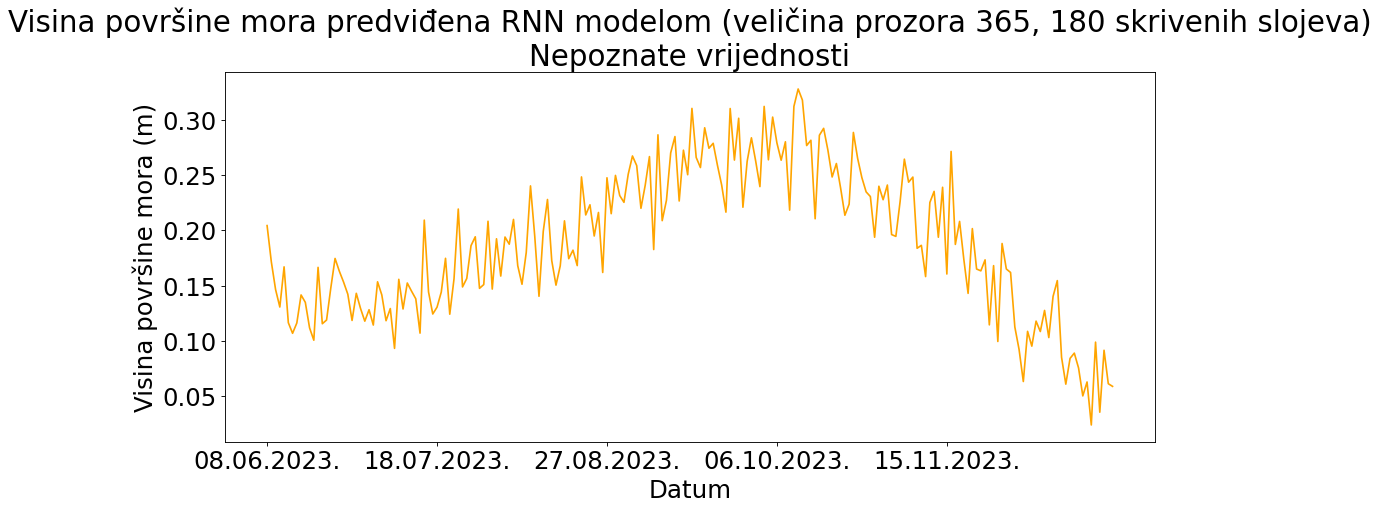 Visina površine mora predviđena RNN modelom (veličina prozora 365, 180 skrivenih slojeva)
Nepoznate vrijednosti
Visina površine mora (m)
0.30
0.25
0.20
0.15
0.10
0.05
08.06.2023. 18.07.2023. 27.08.2023. 06.10.2023. 15.11.2023.
Datum